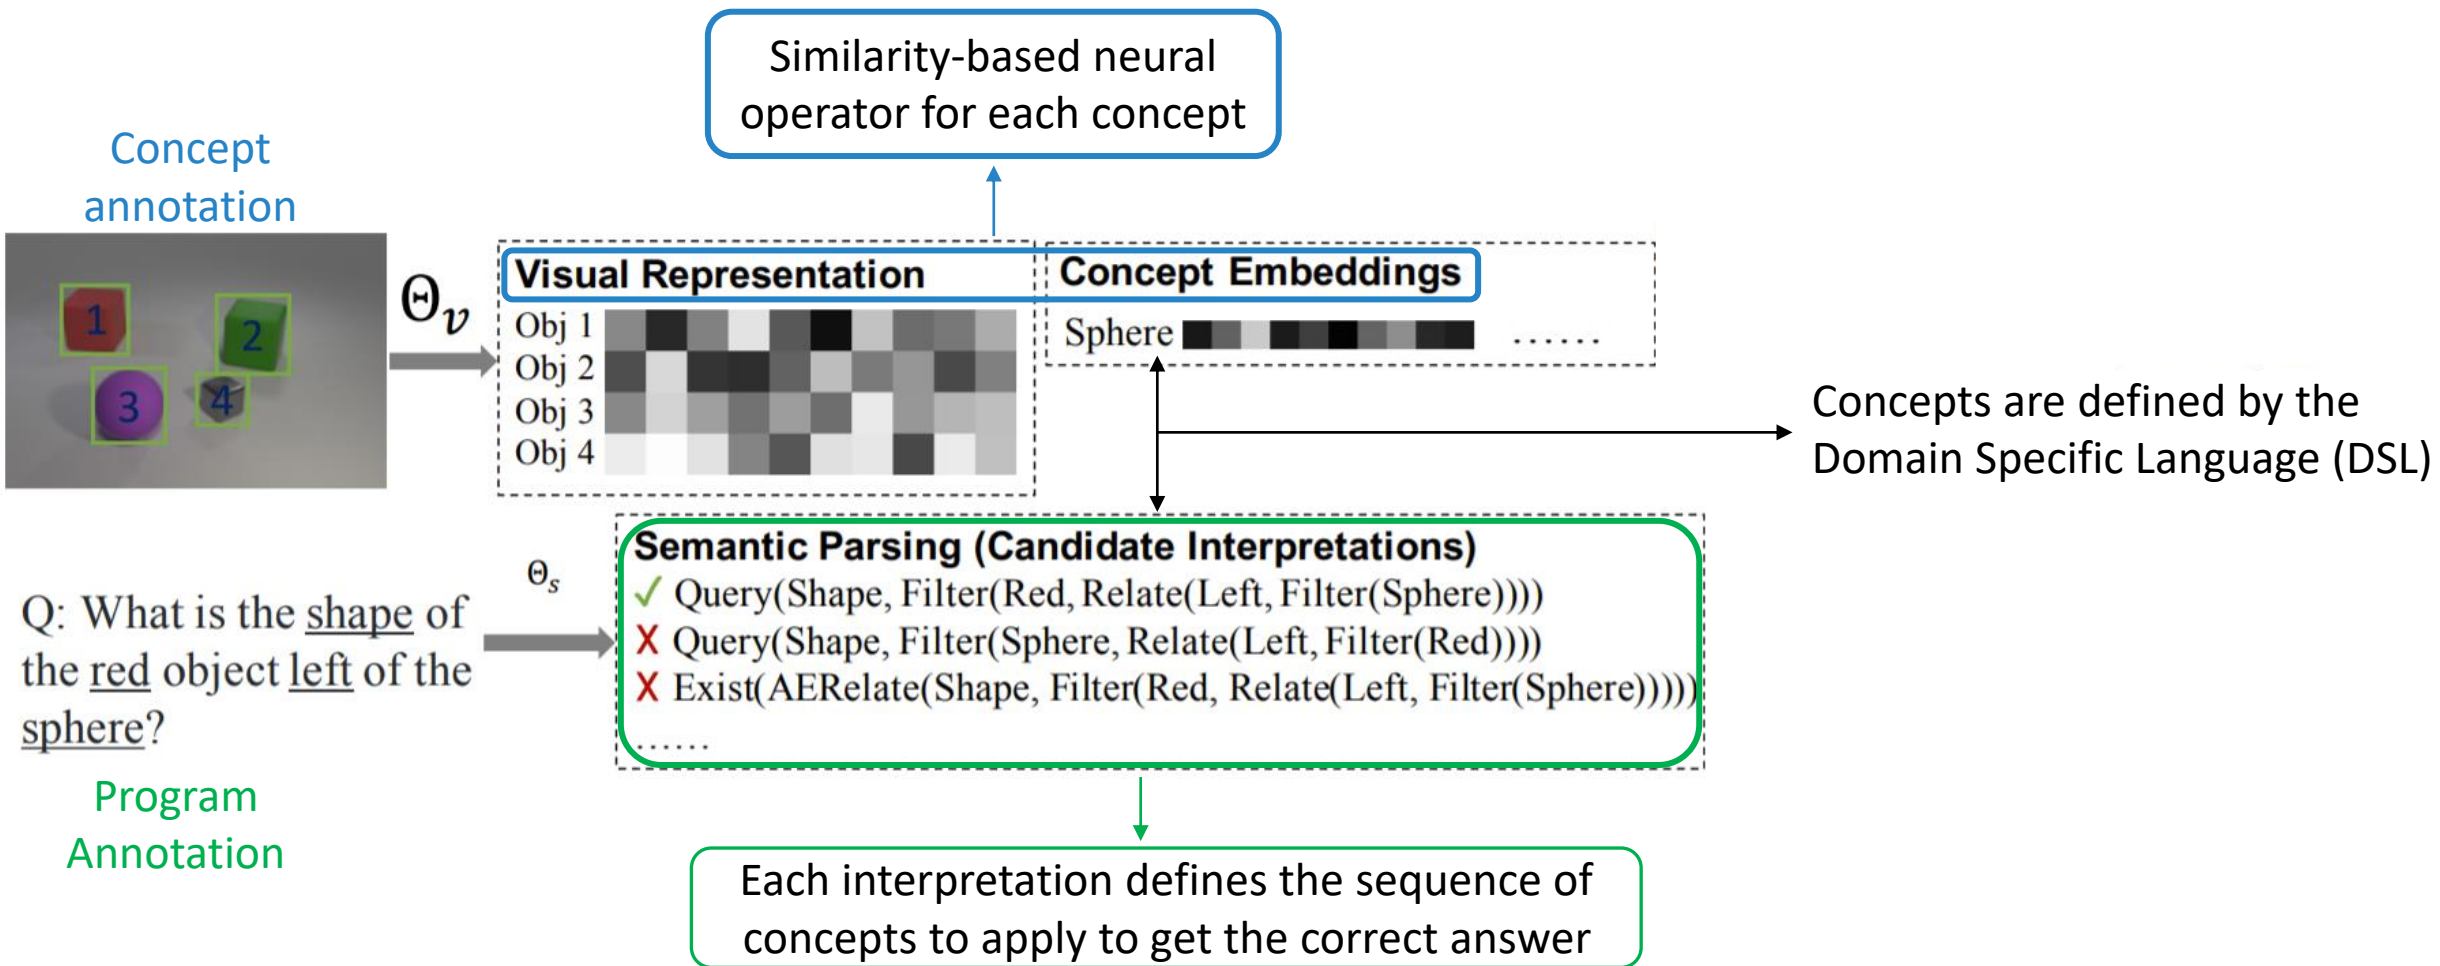 Similarity-based neural
operator for each concept
Concept
annotation
1
2
3
4
Θv
Visual Representation
Obj 1
Obj 2
Obj 3
Obj 4
Concept Embeddings
Sphere ......
Concepts are defined by the
Domain Specific Language (DSL)
Q: What is the shape of
the red object left of the
sphere?
Θs
Semantic Parsing (Candidate Interpretations)
✓ Query(Shape, Filter(Red, Relate(Left, Filter(Sphere))))
X Query(Shape, Filter(Sphere, Relate(Left, Filter(Red))))
X Exist(AERelate(Shape, Filter(Red, Relate(Left, Filter(Sphere)))))
......
Program
Annotation
Each interpretation defines the sequence of
concepts to apply to get the correct answer